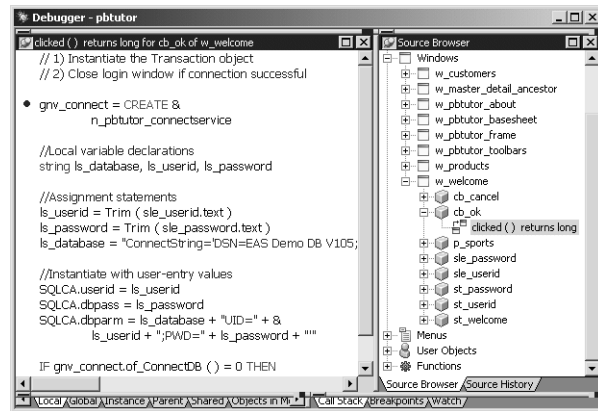 Debugger - pbtutor
clicked ( ) returns long for cb_ok of w_welcome
// 1) Instantiate the Transaction object
// 2) Close login window if connection successful
gnv_connect = CREATE &
n_pbtutor_connectservice
//Local variable declarations
string ls_database, ls_userid, ls_password
//Assignment statements
ls_userid = Trim ( sle_userid.text )
ls_password = Trim ( sle_password.text )
ls_database = "ConnectString='DSN=EAS Demo DB V105;
//Instantiate with user-entry values
SQLCA.userid = ls_userid
SQLCA.dbpass = ls_password
SQLCA.dbparm = ls_database + "UID=" + &
ls_userid + ";PWD=" + ls_password + "'"
IF gnv_connect.of_ConnectDB ( ) = 0 THEN
Local Global Instance Parent Shared Objects in M
Source Browser
Windows
w_customers
w_master_detail_ancestor
w_pbtutor_about
w_pbtutor_basesheet
w_pbtutor_frame
w_pbtutor_toolbars
w_products
w_welcome
cb_cancel
cb_ok
clicked ( ) returns long
p_sports
sle_password
sle_userid
st_password
st_userid
st_welcome
Menus
User Objects
Functions
Source Browser Source History
Call Stack Breakpoints Watch